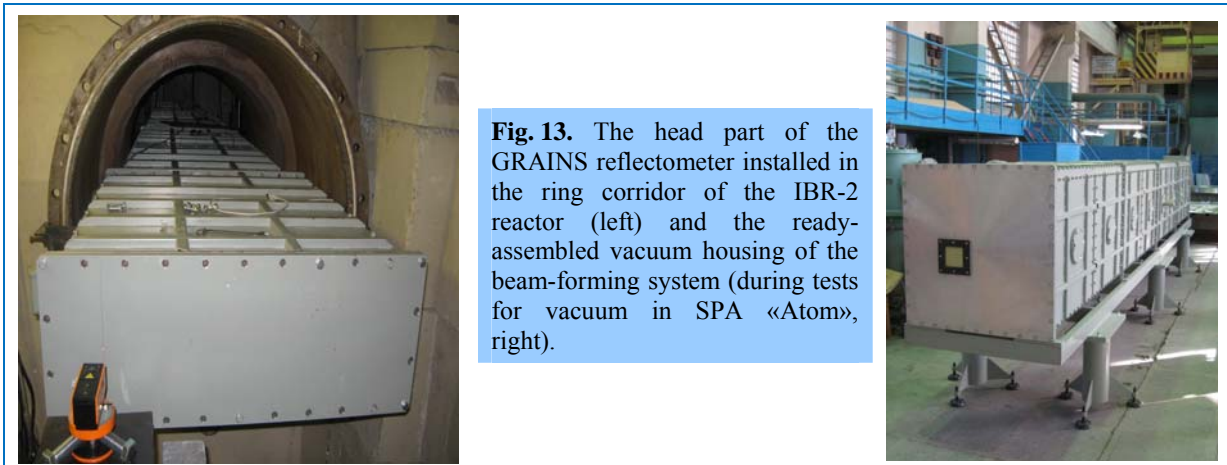 Fig. 13. The head part of the
GRAINS reflectometer installed in
the ring corridor of the IBR-2
reactor (left) and the ready-
assembled vacuum housing of the
beam-forming system (during tests
for vacuum in SPA «Atom»,
right).